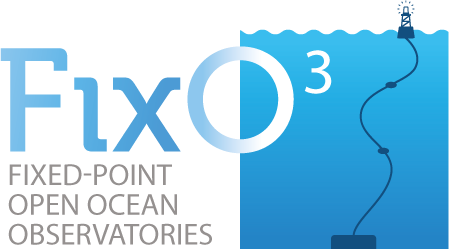 FixO³
FIXED-POINT
OPEN OCEAN
OBSERVATORIES